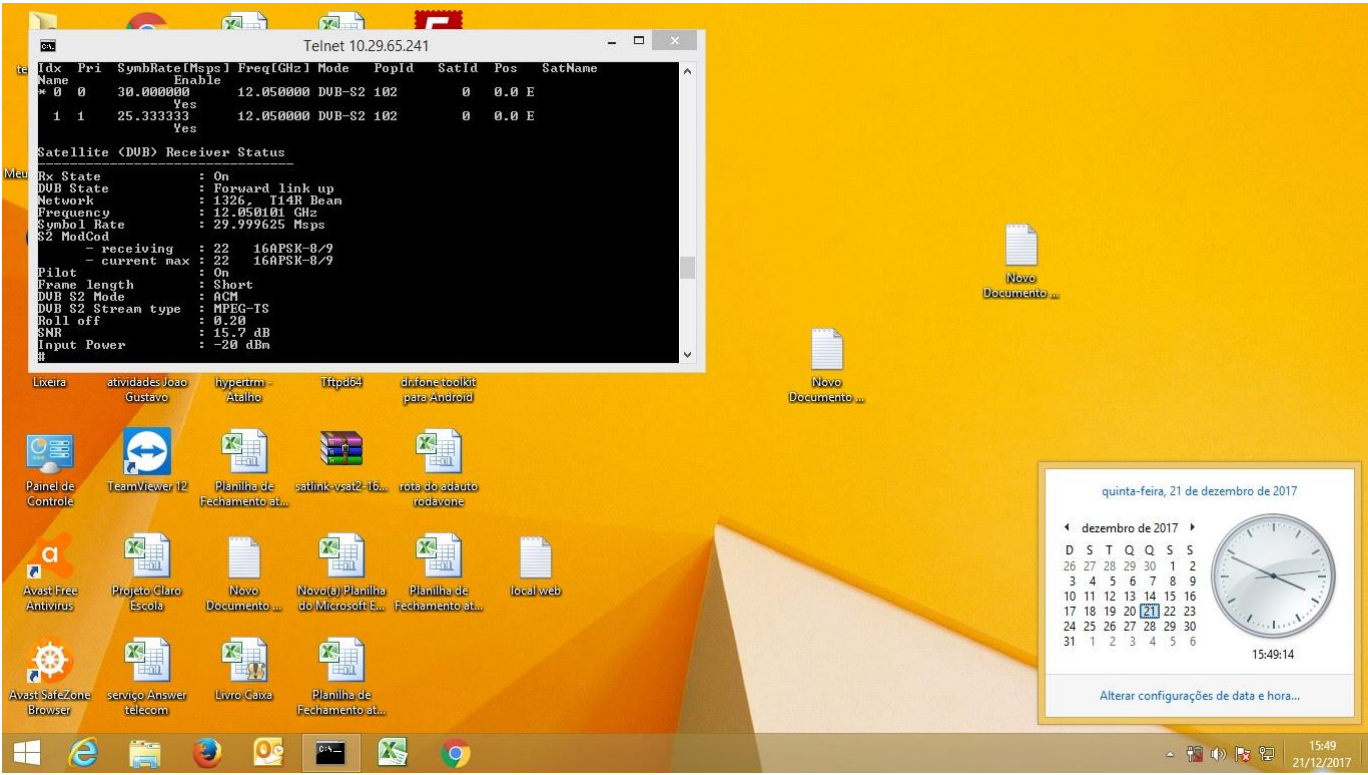 Telnet 10.29.65.241
Idx Pri SymbRate[Msps] Freq[GHz] Mode PopId SatId Pos SatName
Name Enable
* 0 0 30.000000 12.050000 DVB-S2 102 0 0.0 E
Yes
1 1 25.333333 12.050000 DVB-S2 102 0 0.0 E
Yes
Satellite (DVB) Receiver Status
Rx State : On
DVB State : Forward link up
Network : 1326, T14R Beam
Frequency : 12.050101 GHz
Symbol Rate : 29.999625 Msps
S2 ModCod
- receiving : 22 16APSK-8/9
- current max : 22 16APSK-8/9
Pilot : On
Frame length : Short
DVB S2 Mode : ACM
DVB S2 Stream type : MPEG-TS
Roll off : 0.20
SNR : 15.7 dB
Input Power : -20 dBm
#
te
Meu
Novo
Documento ...
Novo
Documento ...
Lixeira
atividades Joao
Gustavo
hypertrm -
Atalho
Tftpd64
dr.fone toolkit
para Android
Painel de
Controle
TeamViewer 12
Planilha de
Fechamento at...
satlink-vsat2-16...
rota do adauto
rodavone
Avast Free
Antivirus
Projeto Claro
Escola
Novo
Documento ...
Novo(a) Planilha
do Microsoft E...
Planilha de
Fechamento at...
local web
Avast SafeZone
Browser
serviço Answer
telecom
Livro Caixa
Planilha de
Fechamento at...
quinta-feira, 21 de dezembro de 2017
dezembro de 2017
D S T Q Q S S
26 27 28 29 30 1 2
3 4 5 6 7 8 9
10 11 12 13 14 15 16
17 18 19 20 21 22 23
24 25 26 27 28 29 30
31 1 2 3 4 5 6
15:49:14
Alterar configurações de data e hora...
15:49
21/12/2017